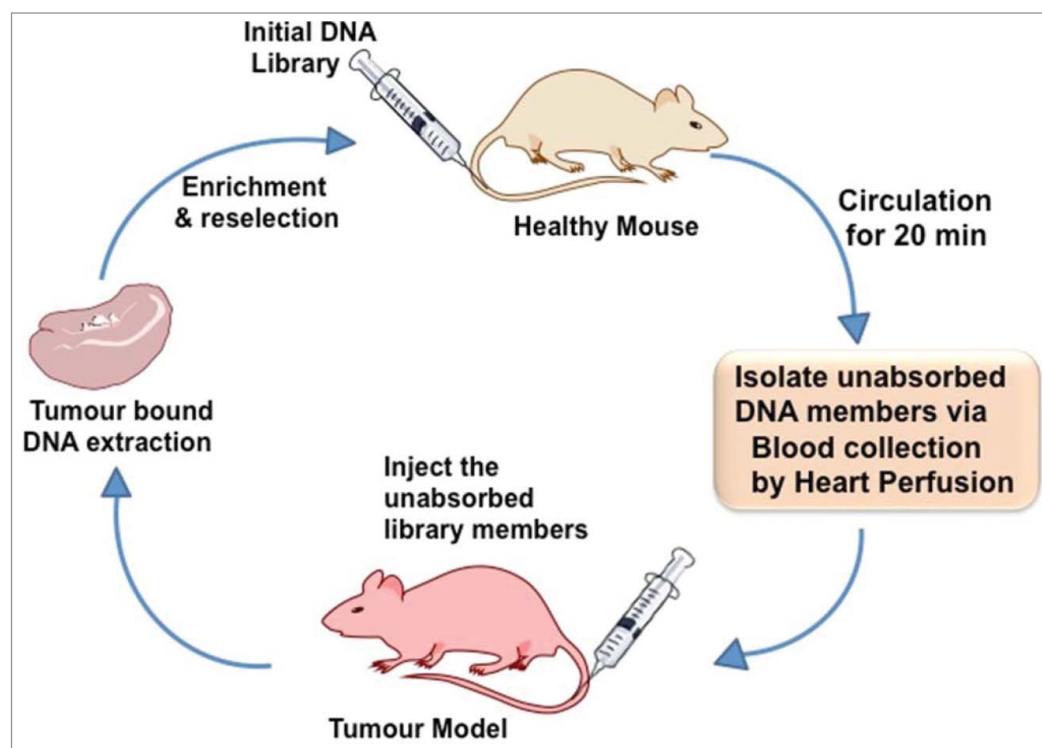 Initial DNA
Library
Enrichment
& reselection
Healthy Mouse
Circulation
for 20 min
Isolate unabsorbed
DNA members via
Blood collection
by Heart Perfusion
Inject the
unabsorbed
library members
Tumour Model
Tumour bound
DNA extraction